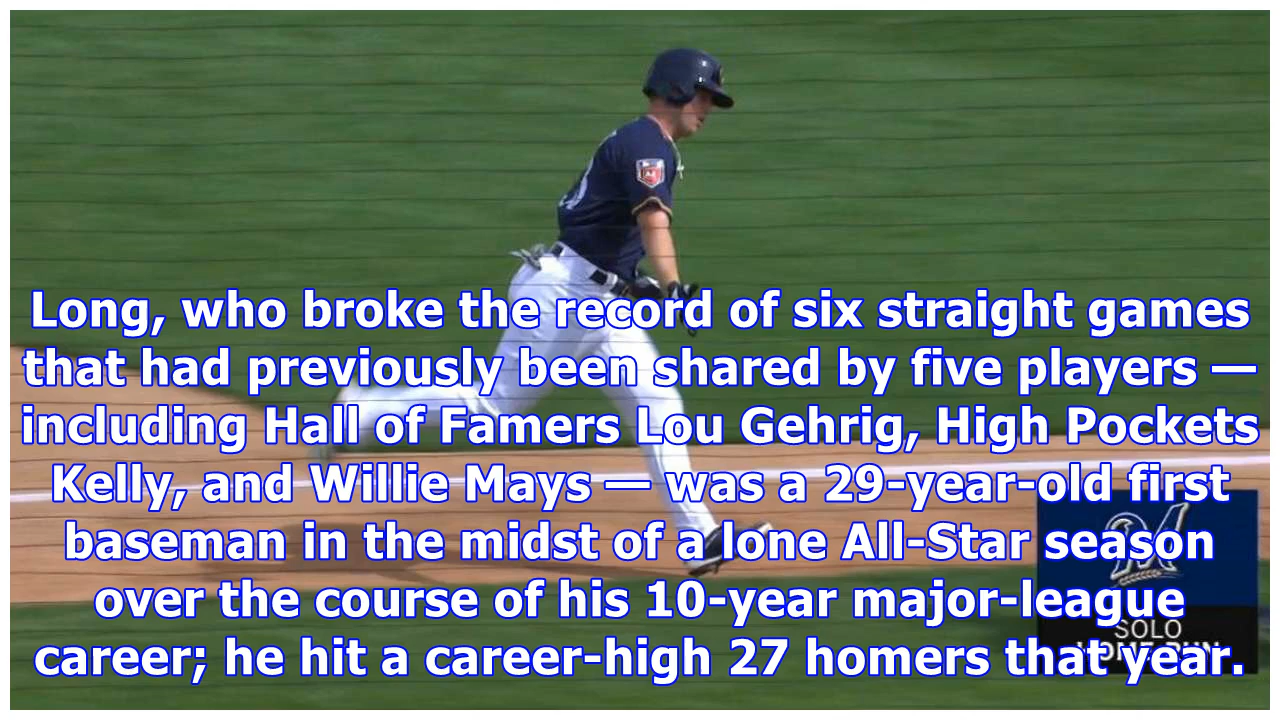 Long, who broke the record of six straight games
that had previously been shared by five players —
including Hall of Famers Lou Gehrig, High Pockets
Kelly, and Willie Mays — was a 29-year-old first
baseman in the midst of a lone All-Star season
over the course of his 10-year major-league
career; he hit a career-high 27 homers that year.
M
SOLO
HOME RUN